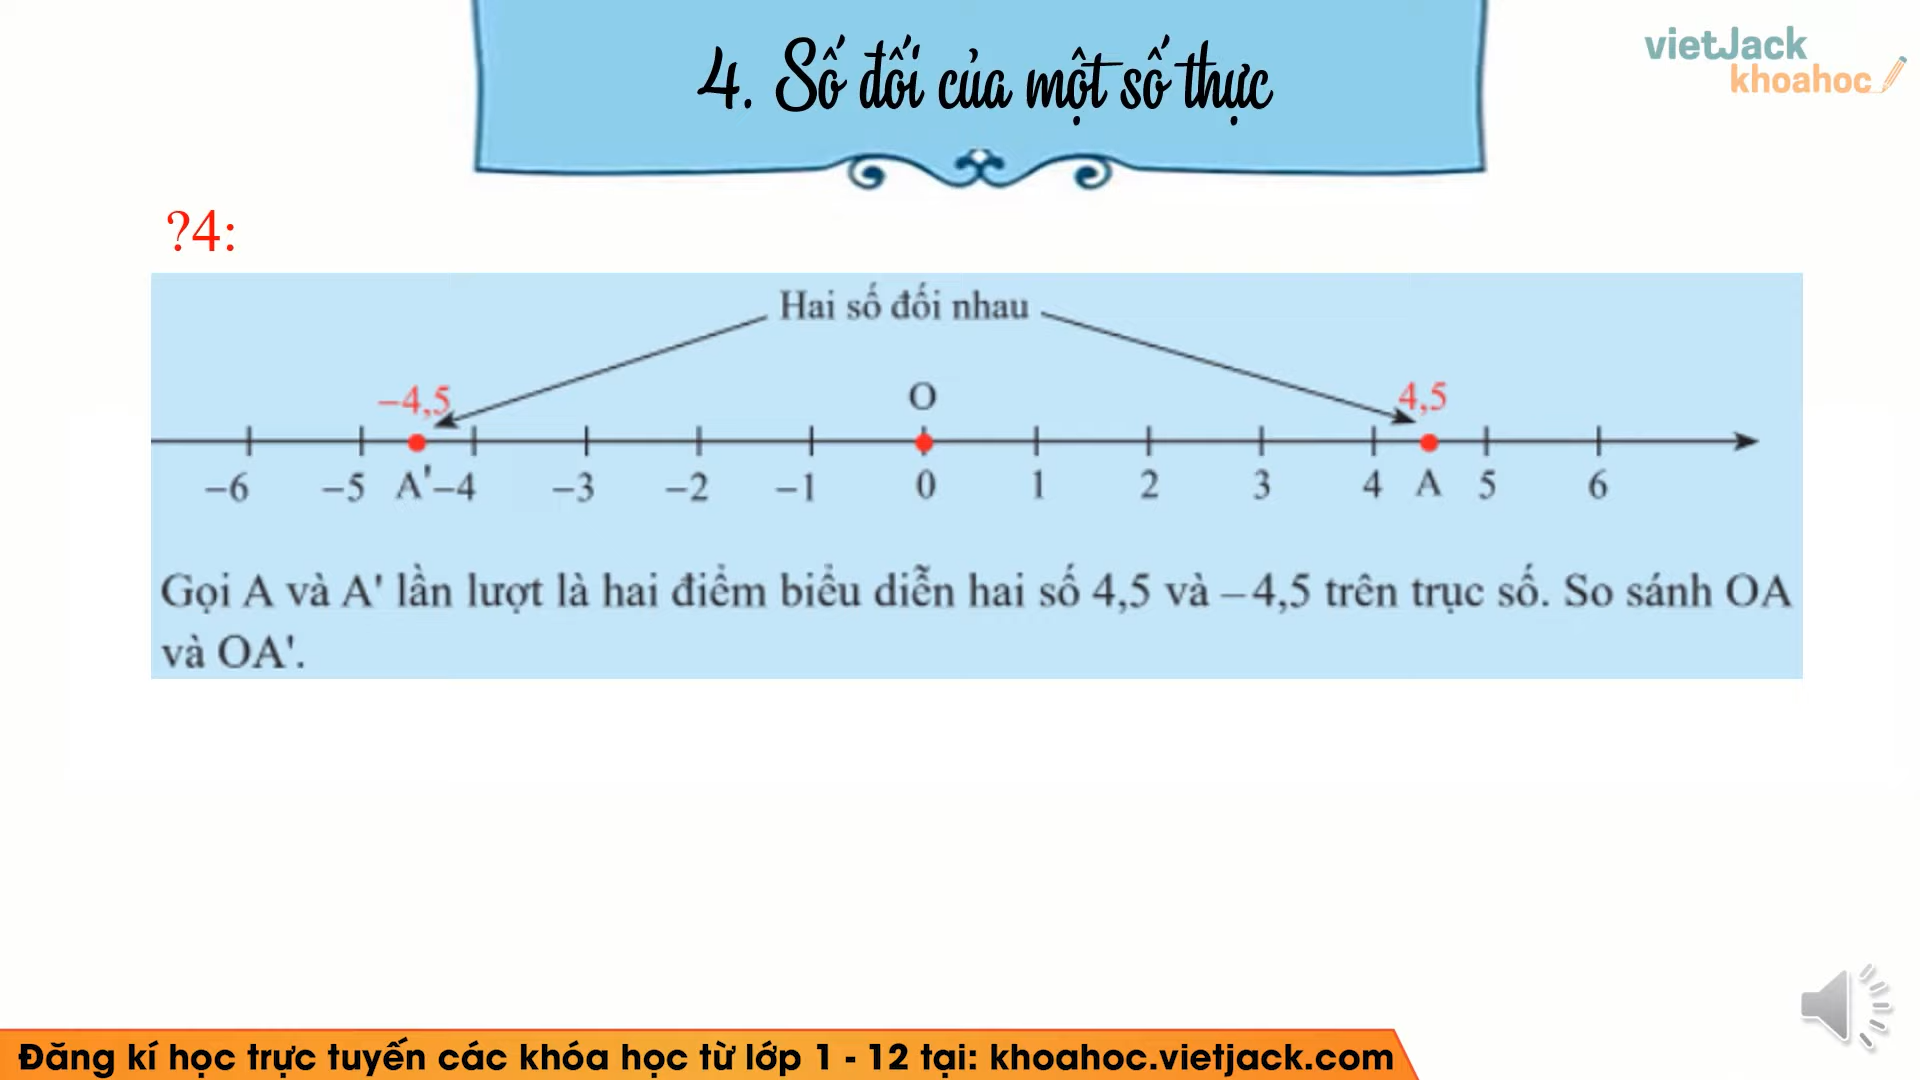 4. Số đối của một số thực
vietJack
khoahoc
?4:
Hai số đối nhau
−4,5
O
4,5
−6 −5 A'−4 −3 −2 −1 0 1 2 3 4 A 5 6
Gọi A và A' lần lượt là hai điểm biểu diễn hai số 4,5 và −4,5 trên trục số. So sánh OA
và OA'.
Đăng kí học trực tuyến các khóa học từ lớp 1 - 12 tại: khoahoc.vietjack.com